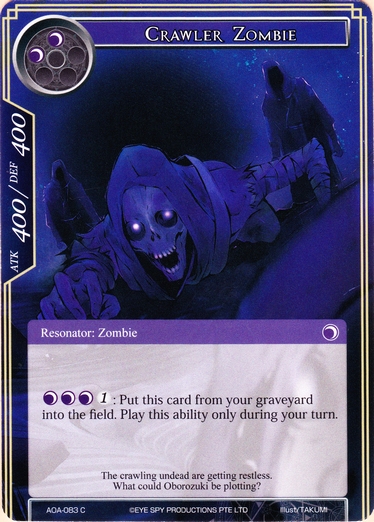 Crawler Zombie
ATK 400 / DEF 400
Resonator: Zombie
1 : Put this card from your graveyard
into the field. Play this ability only during your turn.
The crawling undead are getting restless.
What could Oborozuki be plotting?
AOA-083 C ©EYE SPY PRODUCTIONS PTE LTD Illust/TAKUMI